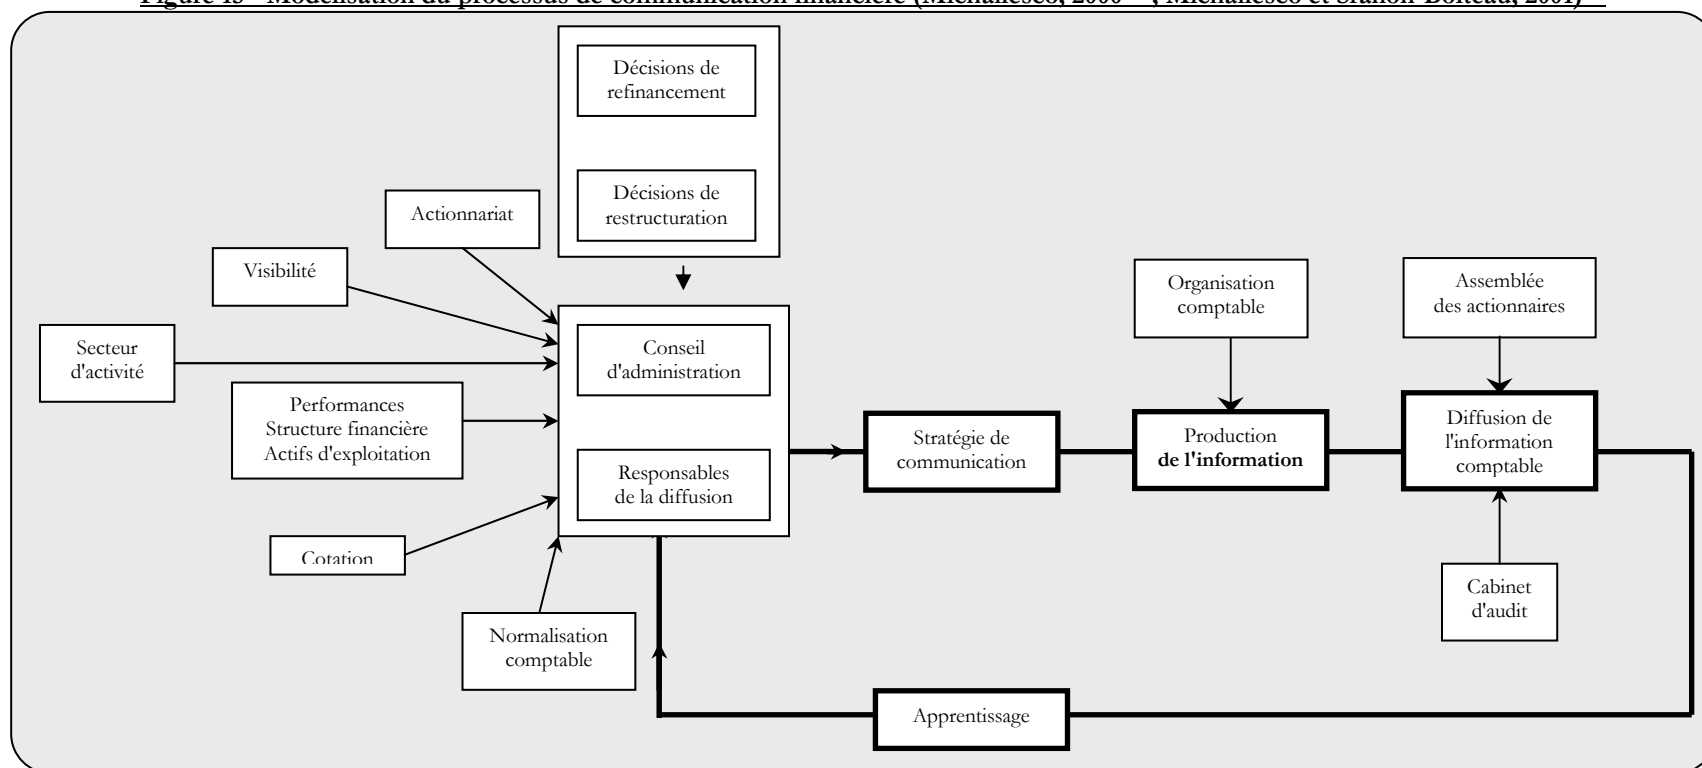 Décisions de
refinancement
Décisions de
restructuration
Actionnariat
Visibilité
Secteur
d'activité
Performances
Structure financière
Actifs d'exploitation
Cotation
Normalisation
comptable
Conseil
d'administration
Responsables
de la diffusion
Stratégie de
communication
Organisation
comptable
Production
de l'information
Assemblée
des actionnaires
Diffusion de
l'information
comptable
Cabinet
d'audit
Apprentissage